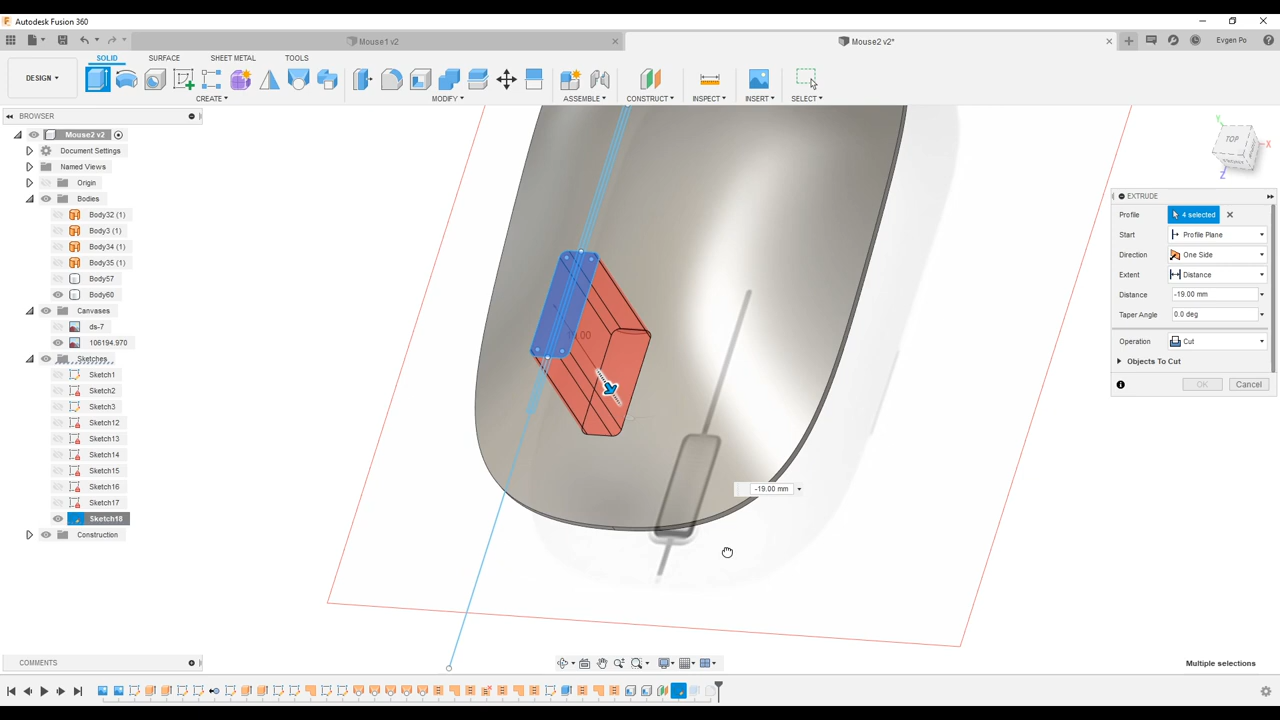 Autodesk Fusion 360
Mouse1 v2
Mouse2 v2*
Evgen Po
DESIGN
SOLID SURFACE SHEET METAL TOOLS
CREATE MODIFY ASSEMBLE CONSTRUCT INSPECT INSERT SELECT
BROWSER
Mouse2 v2
Document Settings
Named Views
Origin
Bodies
Body32 (1)
Body3 (1)
Body34 (1)
Body35 (1)
Body57
Body60
Canvases
ds-7
106194.970
Sketches
Sketch1
Sketch2
Sketch3
Sketch12
Sketch13
Sketch14
Sketch15
Sketch16
Sketch17
Sketch18
Construction
Y
TOP
X
Z
EXTRUDE
Profile 4 selected
Start Profile Plane
Direction One Side
Extent Distance
Distance -19.00 mm
Taper Angle 0.0 deg
Operation Cut
Objects To Cut
OK Cancel
-19.00 mm
COMMENTS
Multiple selections